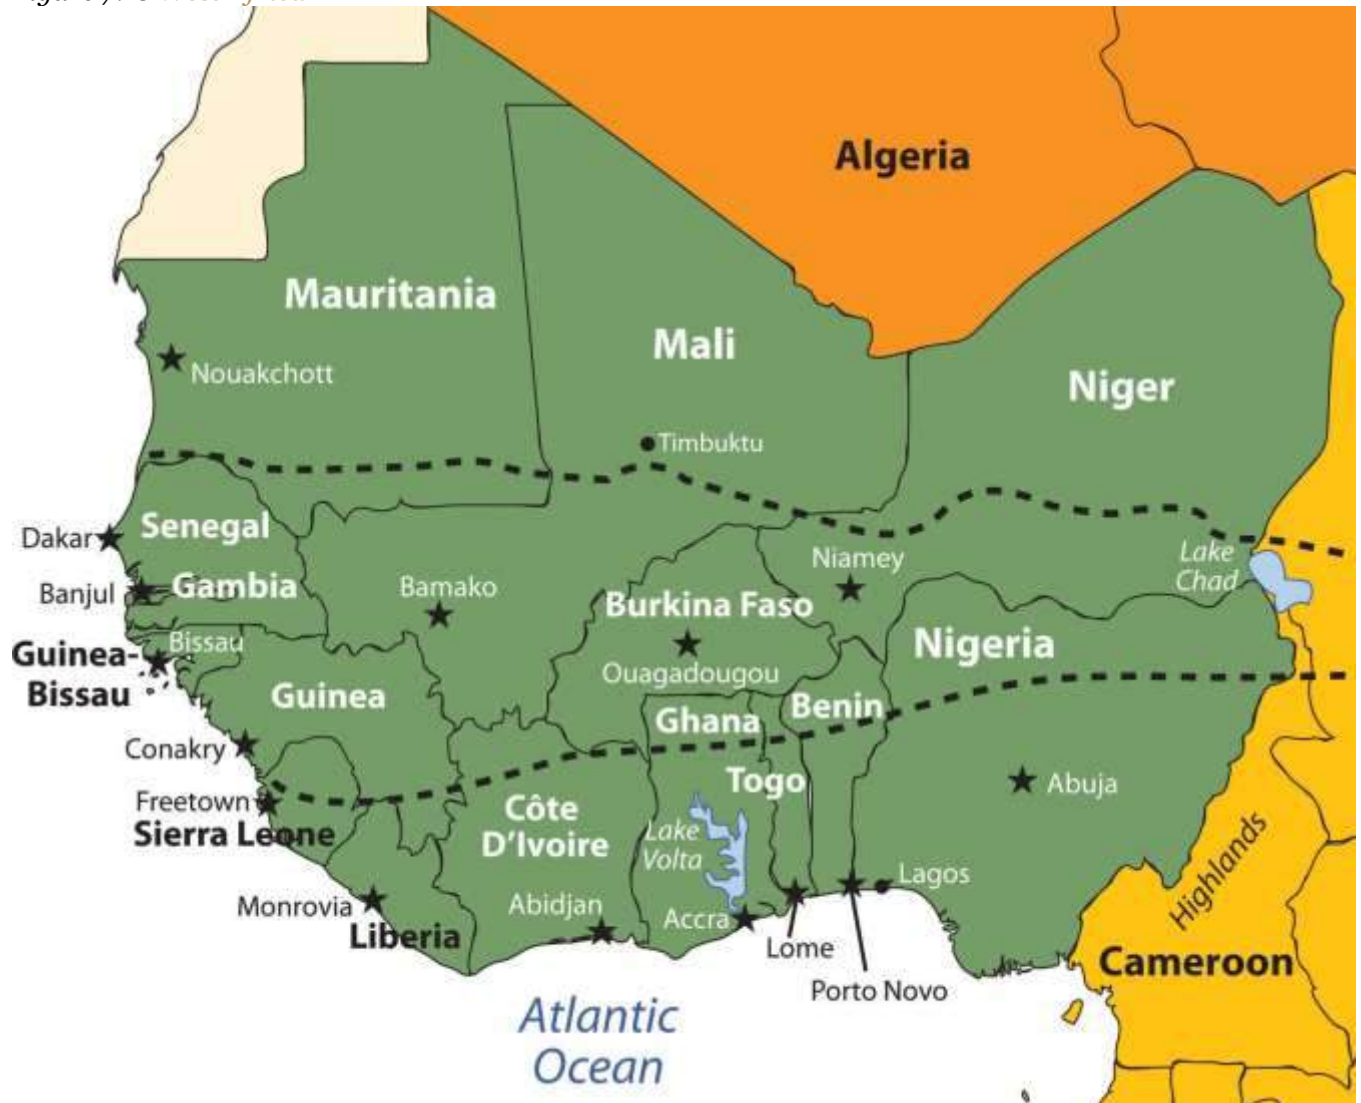 Algeria
Mauritania
Mali
Niger
Nouakchott
Timbuktu
Senegal
Dakar
Niamey
Lake
Chad
Gambia
Banjul
Bamako
Burkina Faso
Bissau
Guinea-
Bissau
Nigeria
Ouagadougou
Guinea
Ghana
Benin
Conakry
Togo
Abuja
Freetown
Sierra Leone
Côte
D'Ivoire
Lake
Volta
Highlands
Lagos
Monrovia
Liberia
Abidjan
Accra
Lome
Cameroon
Porto Novo
Atlantic
Ocean